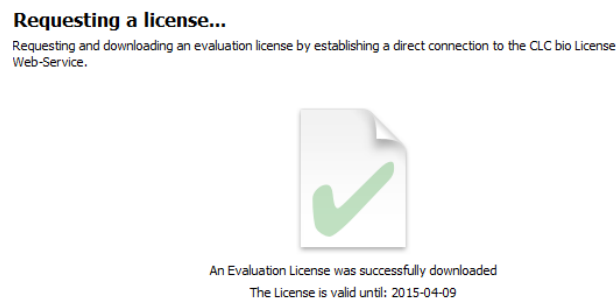 Requesting a license...
Requesting and downloading an evaluation license by establishing a direct connection to the CLC bio License
Web-Service.
An Evaluation License was successfully downloaded
The License is valid until: 2015-04-09